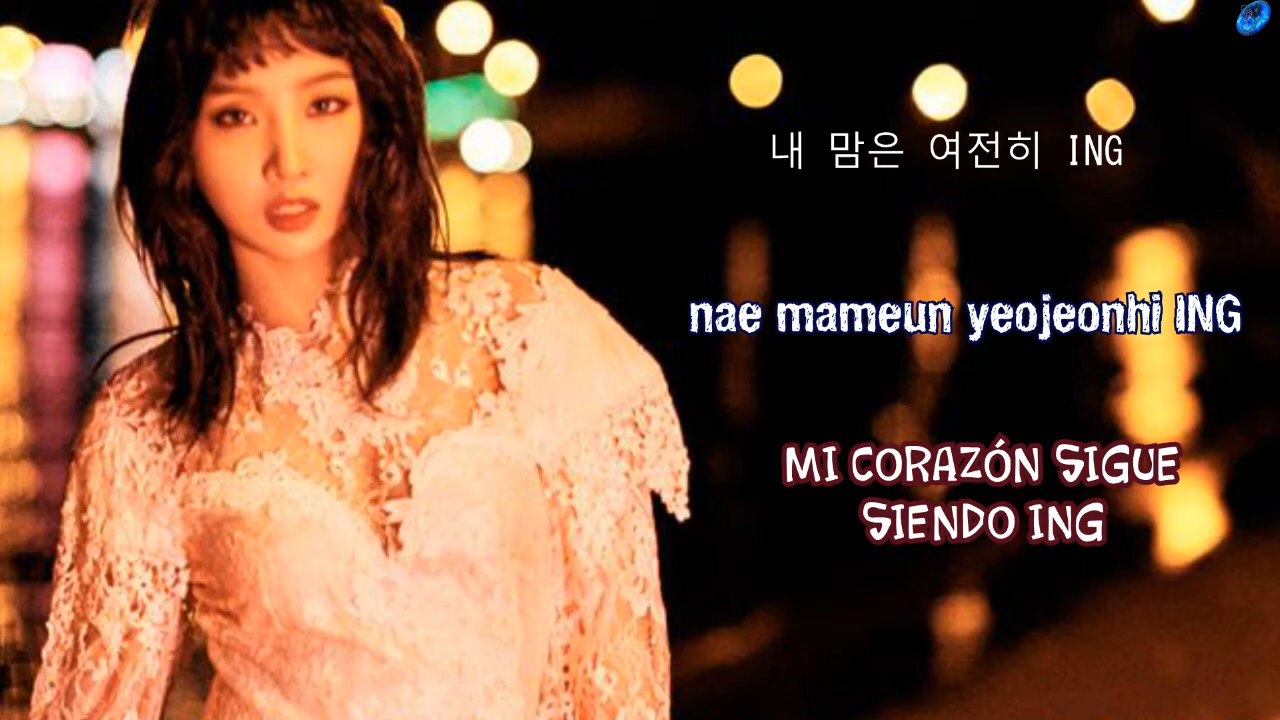 내 맘은 여전히 ING
nae mameun yeojeonhi ING
MI CORAZÓN SIGUE
SIENDO ING